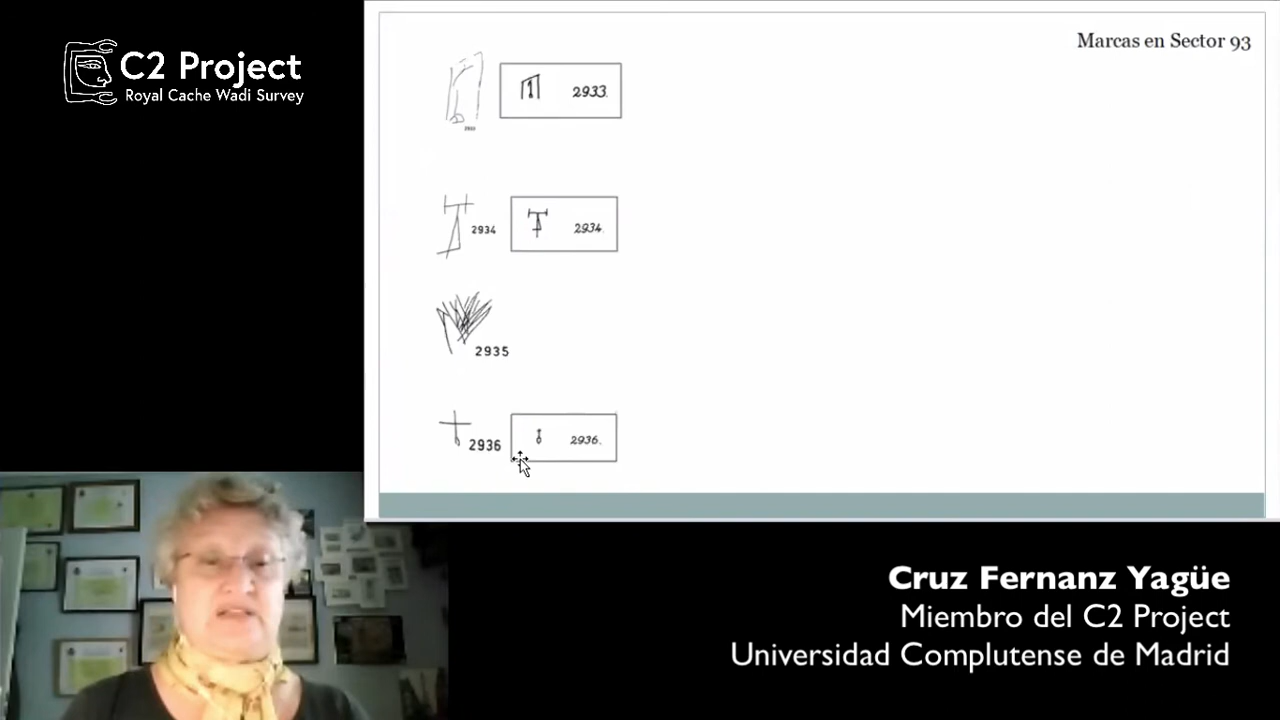 C2 Project
Royal Cache Wadi Survey
Marcas en Sector 93
2933.
2933
2934
2934.
2935
2936
2936.
Cruz Fernanz Yagüe
Miembro del C2 Project
Universidad Complutense de Madrid